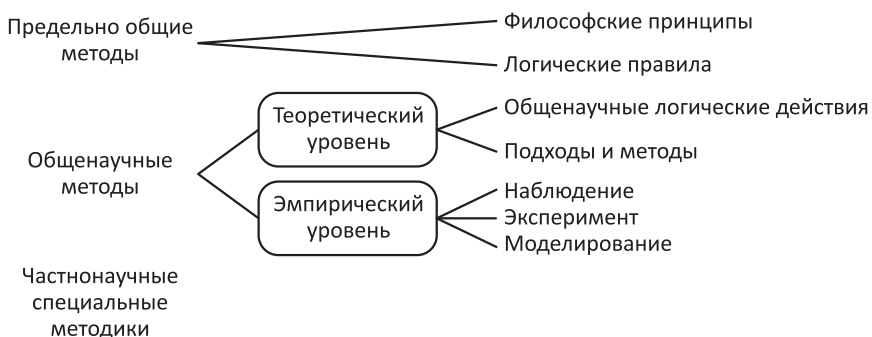 Предельно общие
методы
Философские принципы
Логические правила
Общенаучные
методы
Теоретический
уровень
Общенаучные логические действия
Подходы и методы
Эмпирический
уровень
Наблюдение
Эксперимент
Моделирование
Частнонаучные
специальные
методики